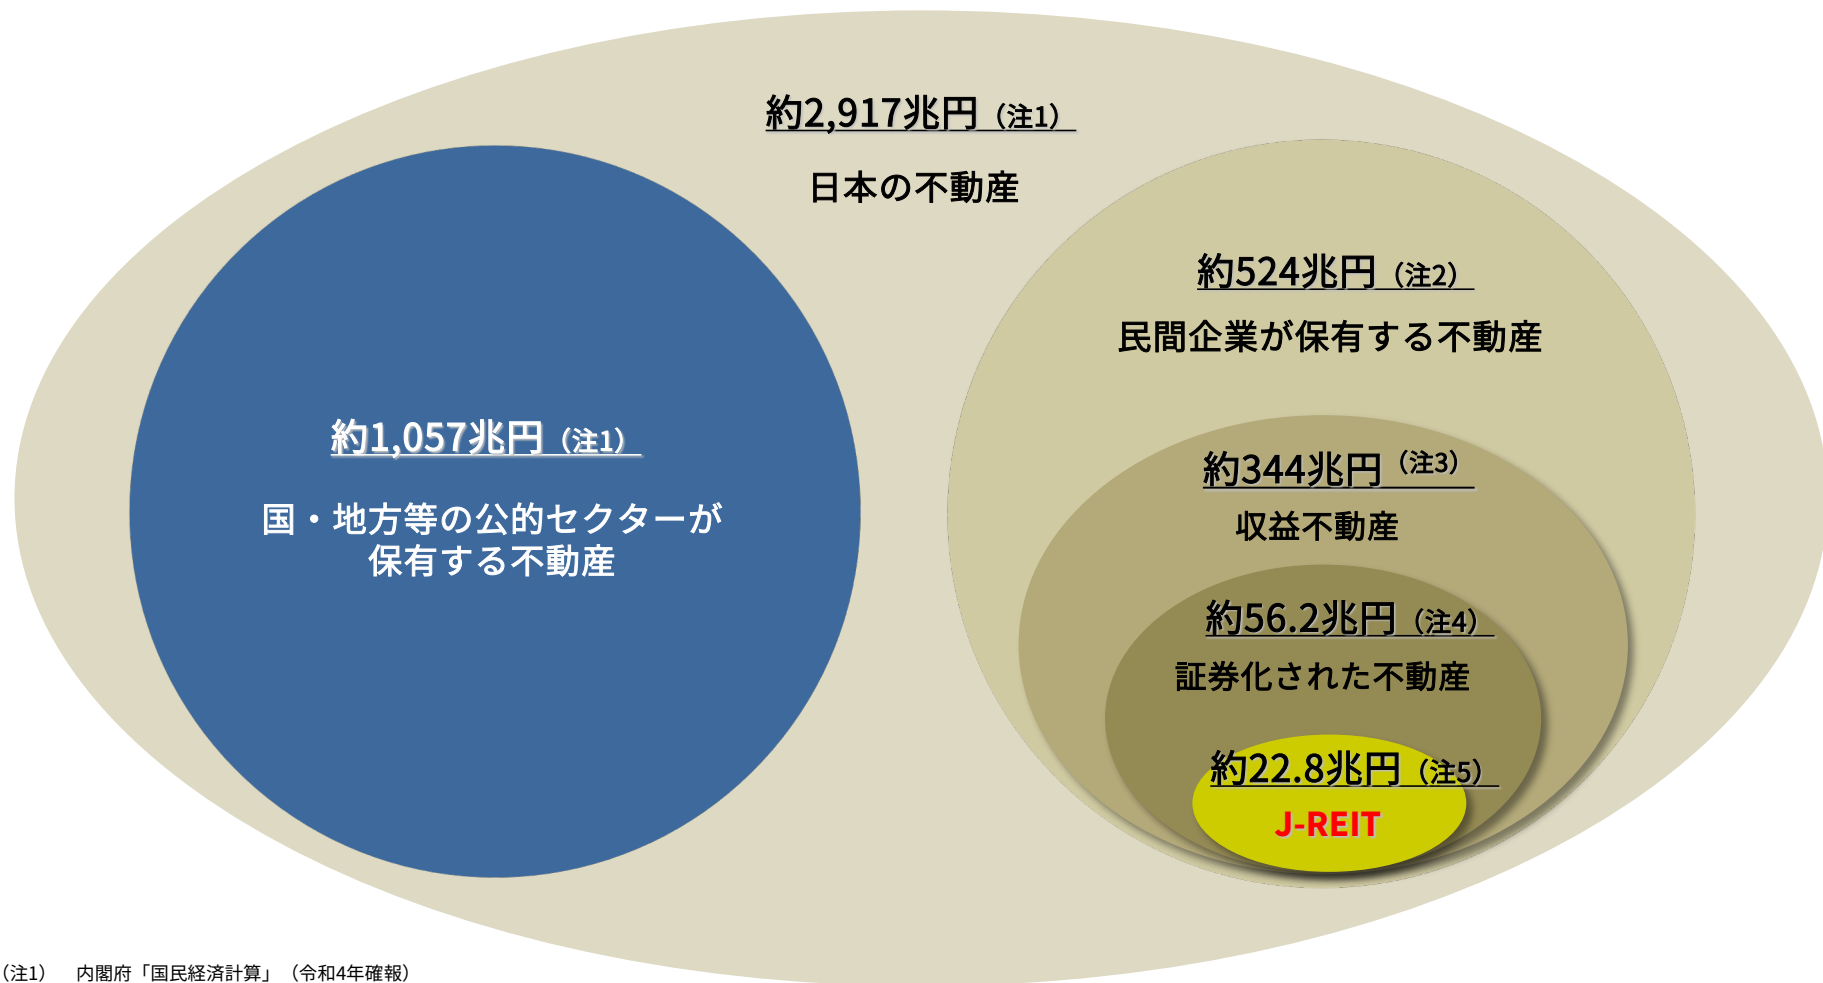 約2,917兆円（注1）
日本の不動産
約1,057兆円（注1）
国・地方等の公的セクターが
保有する不動産
約524兆円（注2）
民間企業が保有する不動産
約344兆円（注3）
収益不動産
約56.2兆円（注4）
証券化された不動産
約22.8兆円（注5）
J-REIT
（注1）　内閣府「国民経済計算」（令和4年確報）